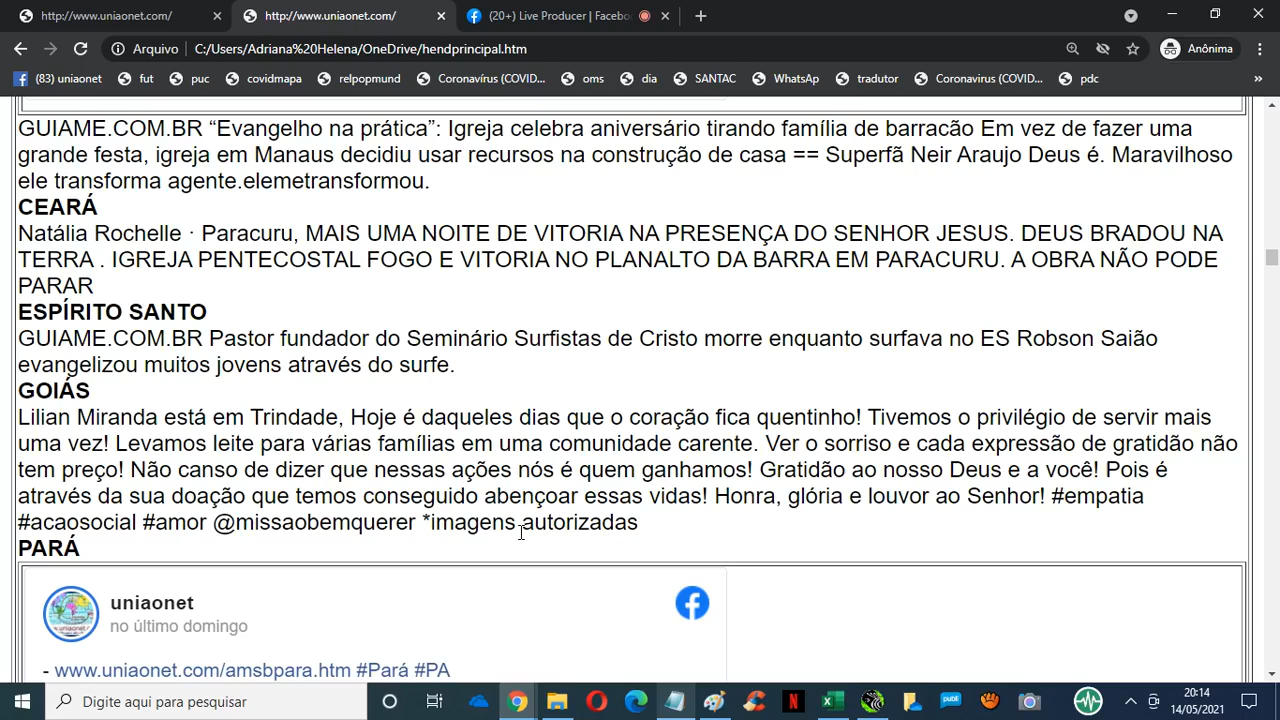 http://www.uniaonet.com/
http://www.uniaonet.com/
(20+) Live Producer | Facebo
Arquivo
C:/Users/Adriana%20Helena/OneDrive/hendprincipal.htm
Anônima
(83) uniaonet
fut
puc
covidmapa
relpopmund
Coronavírus (COVID...
oms
dia
SANTAC
WhatsApp
tradutor
Coronavirus (COVID...
pdc
»
GUIAME.COM.BR “Evangelho na prática”: Igreja celebra aniversário tirando família de barracão Em vez de fazer uma
grande festa, igreja em Manaus decidiu usar recursos na construção de casa == Superfã Neir Araujo Deus é. Maravilhoso
ele transforma agente.elemetransformou.
CEARÁ
Natália Rochelle · Paracuru, MAIS UMA NOITE DE VITORIA NA PRESENÇA DO SENHOR JESUS. DEUS BRADOU NA
TERRA . IGREJA PENTECOSTAL FOGO E VITORIA NO PLANALTO DA BARRA EM PARACURU. A OBRA NÃO PODE
PARAR
ESPÍRITO SANTO
GUIAME.COM.BR Pastor fundador do Seminário Surfistas de Cristo morre enquanto surfava no ES Robson Saião
evangelizou muitos jovens através do surfe.
GOIÁS
Lilian Miranda está em Trindade, Hoje é daqueles dias que o coração fica quentinho! Tivemos o privilégio de servir mais
uma vez! Levamos leite para várias famílias em uma comunidade carente. Ver o sorriso e cada expressão de gratidão não
tem preço! Não canso de dizer que nessas ações nós é quem ganhamos! Gratidão ao nosso Deus e a você! Pois é
através da sua doação que temos conseguido abençoar essas vidas! Honra, glória e louvor ao Senhor! #empatia
#acaosocial #amor @missaobemquerer *imagens autorizadas
PARÁ
uniaonet
no último domingo
- www.uniaonet.com/amsbpara.htm #Pará #PA
Digite aqui para pesquisar
publ
20:14
14/05/2021